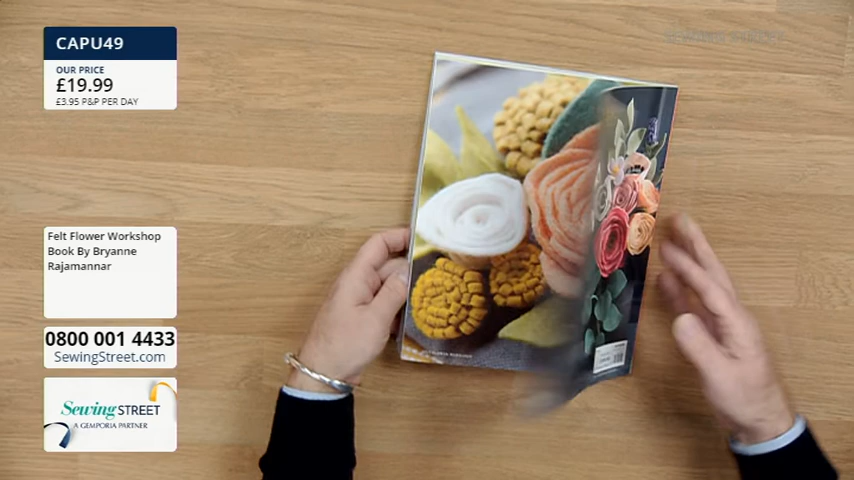 CAPU49
OUR PRICE
£19.99
£3.95 P&P PER DAY
Felt Flower Workshop
Book By Bryanne
Rajamannar
0800 001 4433
SewingStreet.com
Sewing STREET
A GEMPORIA PARTNER